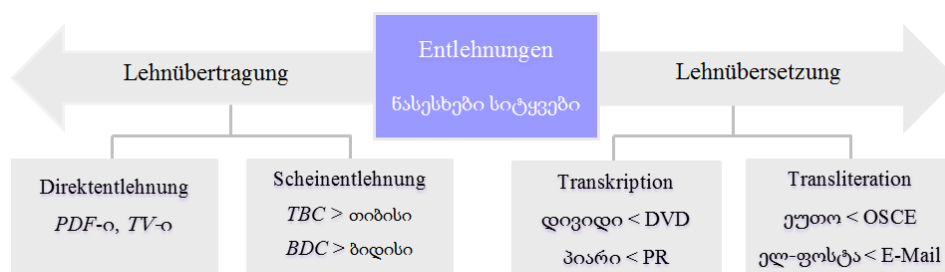 Entlehnungen
ნასესხები სიტყვები
Lehnübertragung
Lehnübersetzung
Direktentlehnung
PDF-ი, TV-ი
Scheinentlehnung
TBC > თიბისი
BDC > ბიდისი
Transkription
დივიდი < DVD
პიარი < PR
Transliteration
ეუთო < OSCE
ელ-ფოსტა < E-Mail